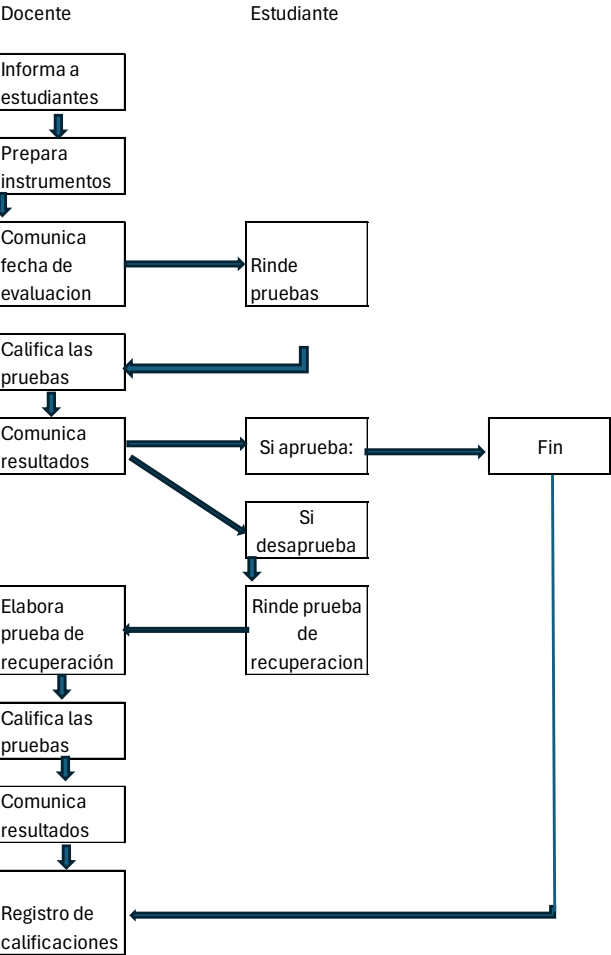 Docente
Estudiante
Informa a
estudiantes
Prepara
instrumentos
Comunica
fecha de
evaluacion
Rinde
pruebas
Califica las
pruebas
Comunica
resultados
Si aprueba:
Fin
Si
desaprueba
Elabora
prueba de
recuperación
Rinde prueba
de
recuperacion
Califica las
pruebas
Comunica
resultados
Registro de
calificaciones